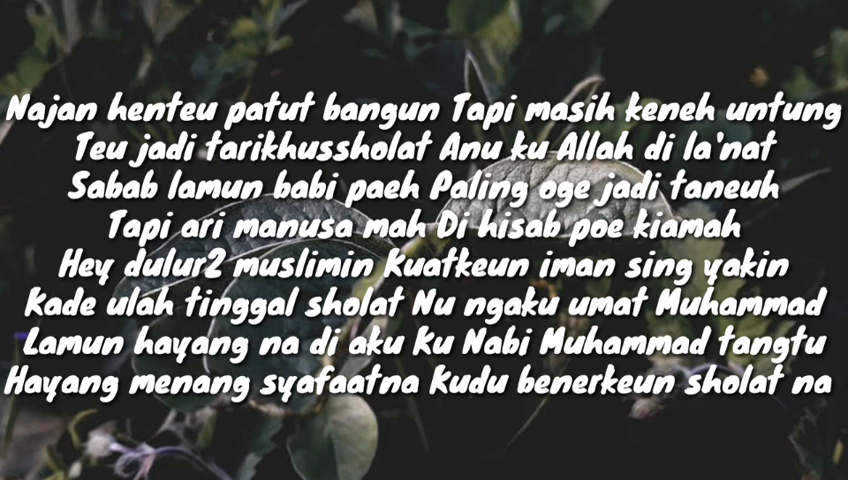 Najan henteu patut bangun Tapi masih keneh untung
Teu jadi tarikhussholat Anu ku Allah di la'nat
Sabab lamun babi paeh Paling oge jadi taneuh
Tapi ari manusa mah Di hisab poe kiamah
Hey dulur2 muslimin Kuatkeun iman sing yakin
Kade ulah tinggal sholat Nu ngaku umat Muhammad
Lamun hayang na di aku Ku Nabi Muhammad tangtu
Hayang menang syafaatna Kudu benerkeun sholat na